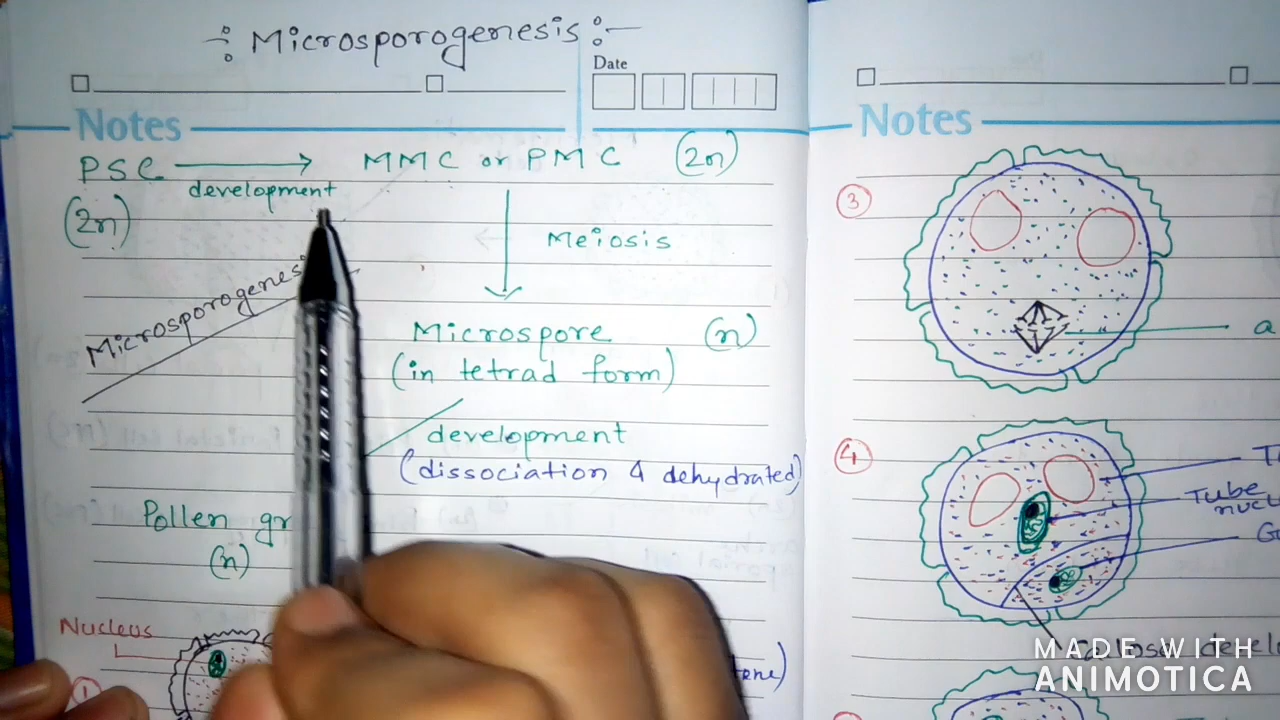 Microsporogenesis
Date
Notes
PSC → MMC or PMC (2n)
development
(2n)
Meiosis
Microsporogenesis
Microspore (n)
(in tetrad form)
development
(dissociation & dehydrated)
Pollen
(n)
Nucleus
1
Notes
3
a
4
Tube
MADE WITH
ANIMOTICA